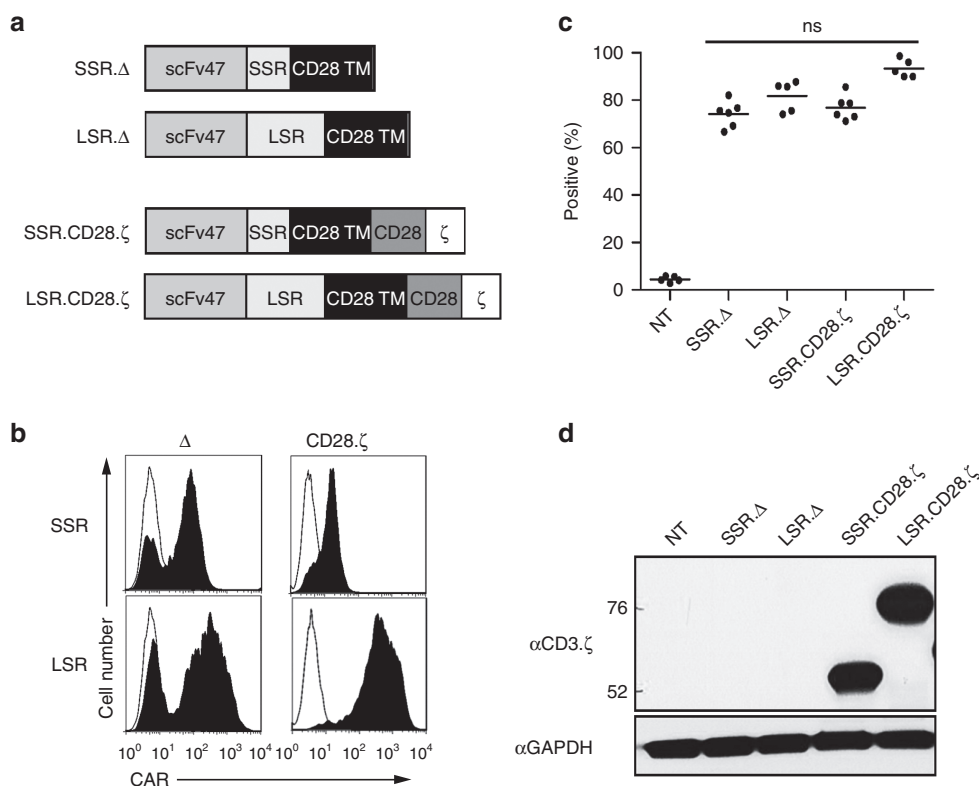 a
SSR.Δ scFv47 SSR CD28 TM
LSR.Δ scFv47 LSR CD28 TM
SSR.CD28.ζ scFv47 SSR CD28 TM CD28 ζ
LSR.CD28.ζ scFv47 LSR CD28 TM CD28 ζ
b
Δ CD28.ζ
SSR
LSR
Cell number
10⁰ 10¹ 10² 10³ 10⁴ 10⁰ 10¹ 10² 10³ 10⁴
CAR
c
ns
Positive (%)
100
80
60
40
20
0
NT SSR.Δ LSR.Δ SSR.CD28.ζ LSR.CD28.ζ
d
NT SSR.Δ LSR.Δ SSR.CD28.ζ LSR.CD28.ζ
76
αCD3.ζ
52
αGAPDH